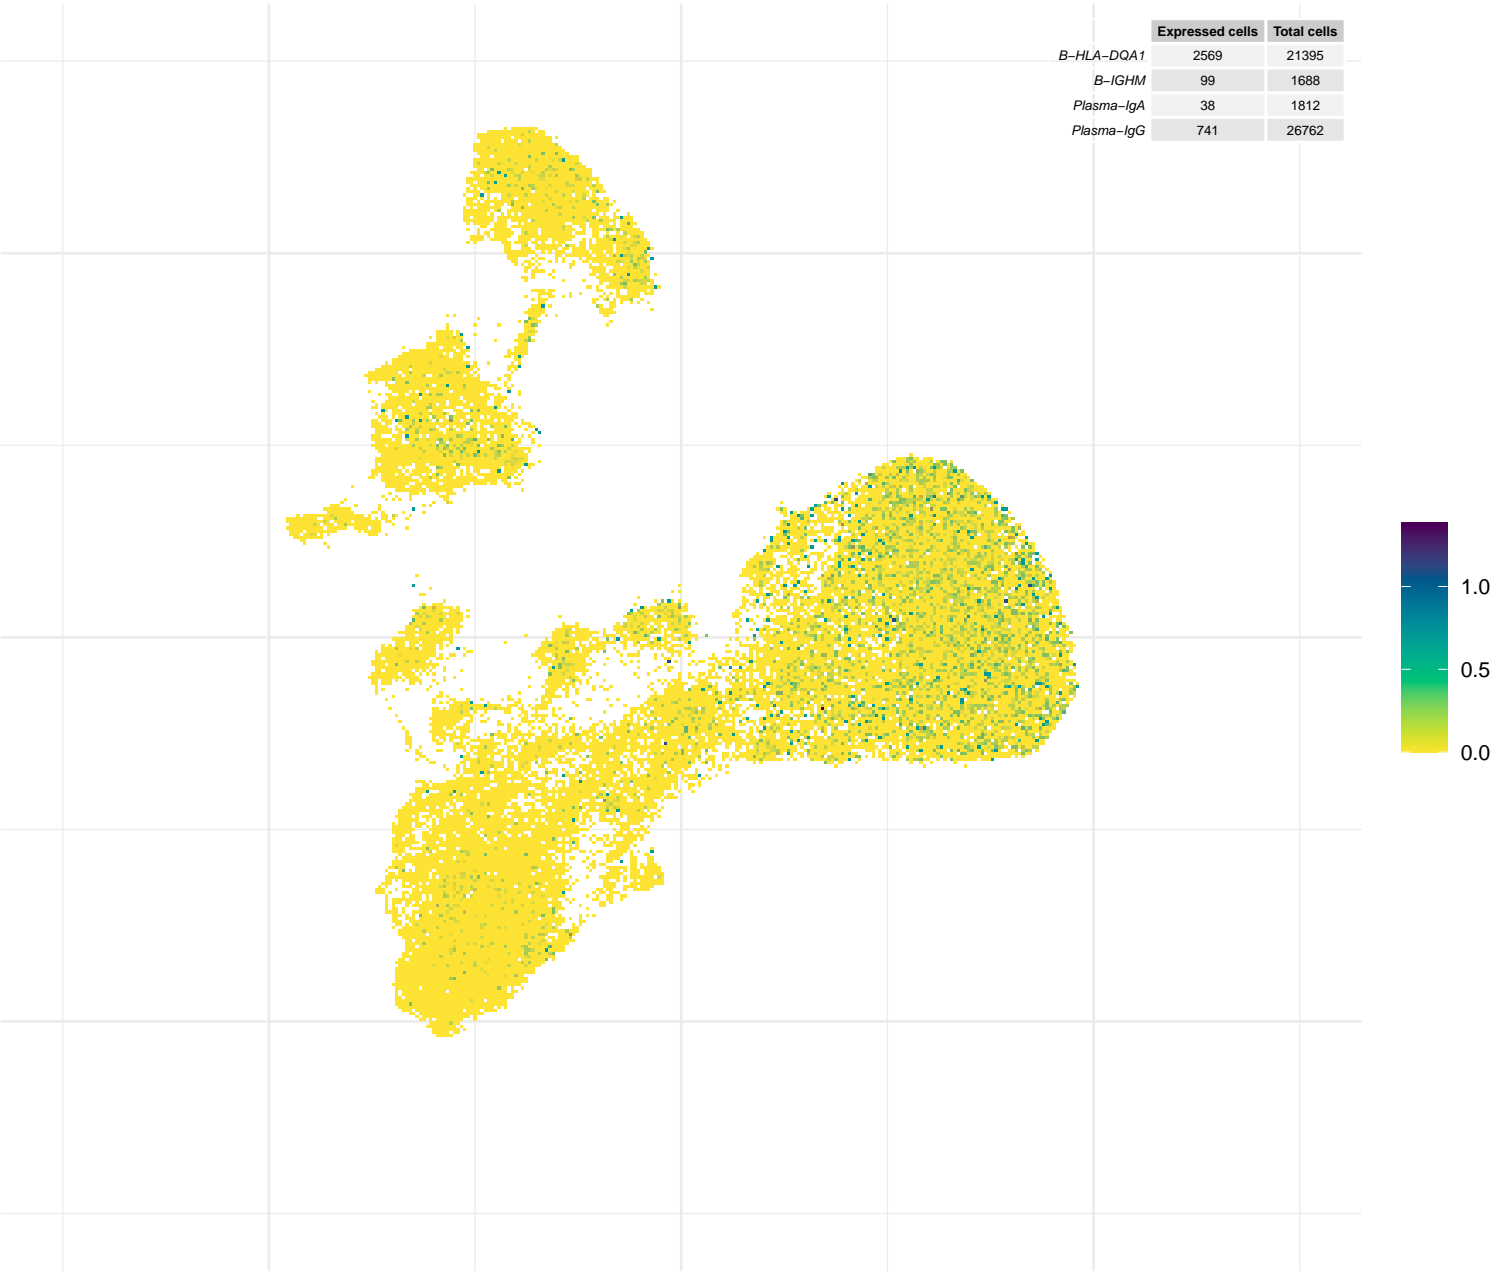 Expressed cells Total cells
B−HLA−DQA1 2569 21395
B−IGHM 99 1688
Plasma−IgA 38 1812
Plasma−IgG 741 26762
1.0
0.5
0.0